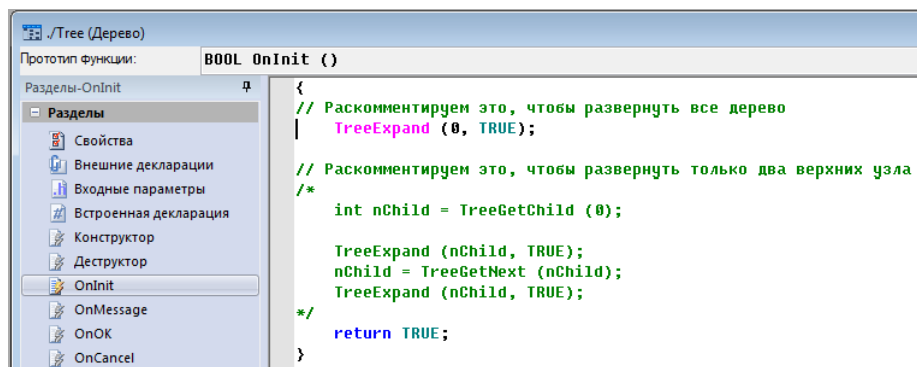 ./Tree (Дерево)
Прототип функции: BOOL OnInit ()
Разделы-OnInit
Разделы
Свойства
Внешние декларации
Входные параметры
Встроенная декларация
Конструктор
Деструктор
OnInit
OnMessage
OnOK
OnCancel
{
// Раскомментируем это, чтобы развернуть все дерево
TreeExpand (0, TRUE);
// Раскомментируем это, чтобы развернуть только два верхних узла
/*
int nChild = TreeGetChild (0);
TreeExpand (nChild, TRUE);
nChild = TreeGetNext (nChild);
TreeExpand (nChild, TRUE);
*/
return TRUE;
}